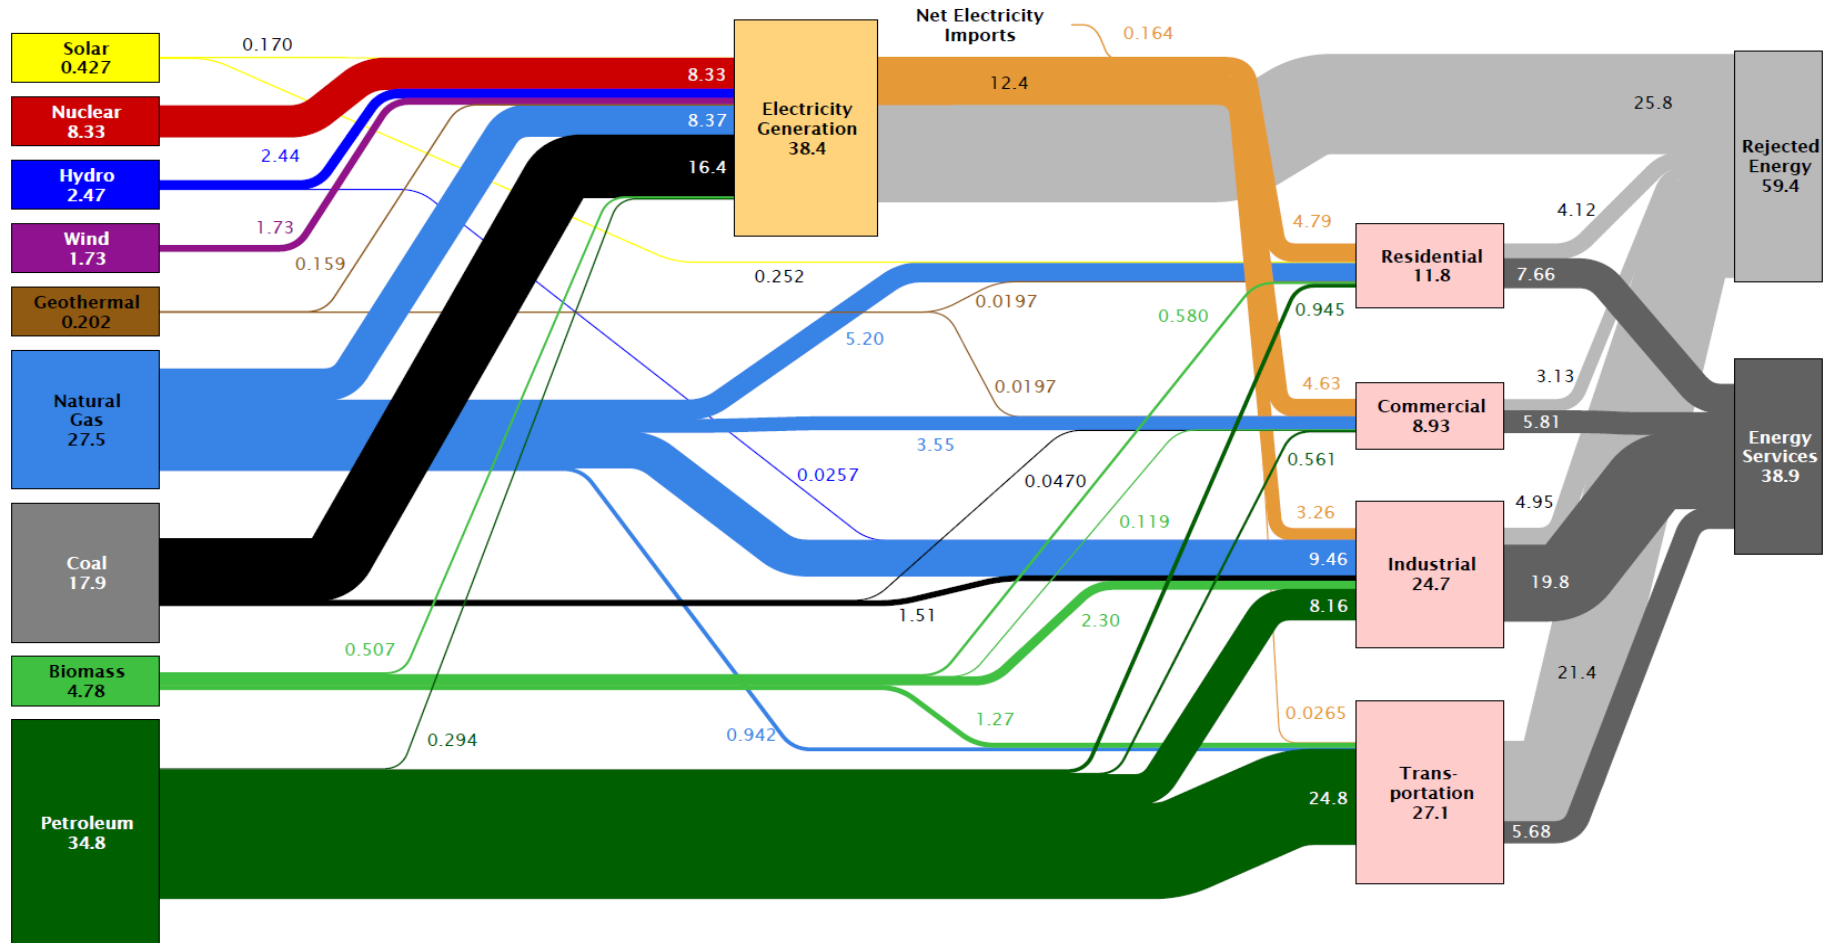 Net Electricity
Imports
0.164
Solar
0.427
0.170
Nuclear
8.33
8.33
12.4
25.8
Electricity
Generation
38.4
8.37
16.4
Rejected
Energy
59.4
Hydro
2.47
2.44
Wind
1.73
1.73
4.12
4.79
0.159
0.252
Residential
11.8
7.66
Geothermal
0.202
0.0197
0.580
0.945
5.20
Natural
Gas
27.5
0.0197
4.63
3.13
Commercial
8.93
5.81
3.55
0.561
Energy
Services
38.9
0.0257
0.0470
4.95
3.26
0.119
Coal
17.9
9.46
Industrial
24.7
19.8
1.51
8.16
2.30
0.507
Biomass
4.78
21.4
1.27
0.0265
0.294
0.942
Trans-
portation
27.1
24.8
Petroleum
34.8
5.68